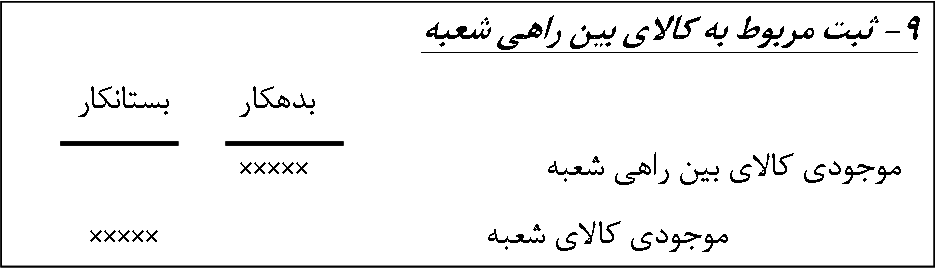 ۹- ثبت مربوط به کالای بین راهی شعبه
بدهکار بستانکار
موجودی کالای بین راهی شعبه ×××××
موجودی کالای شعبه ×××××